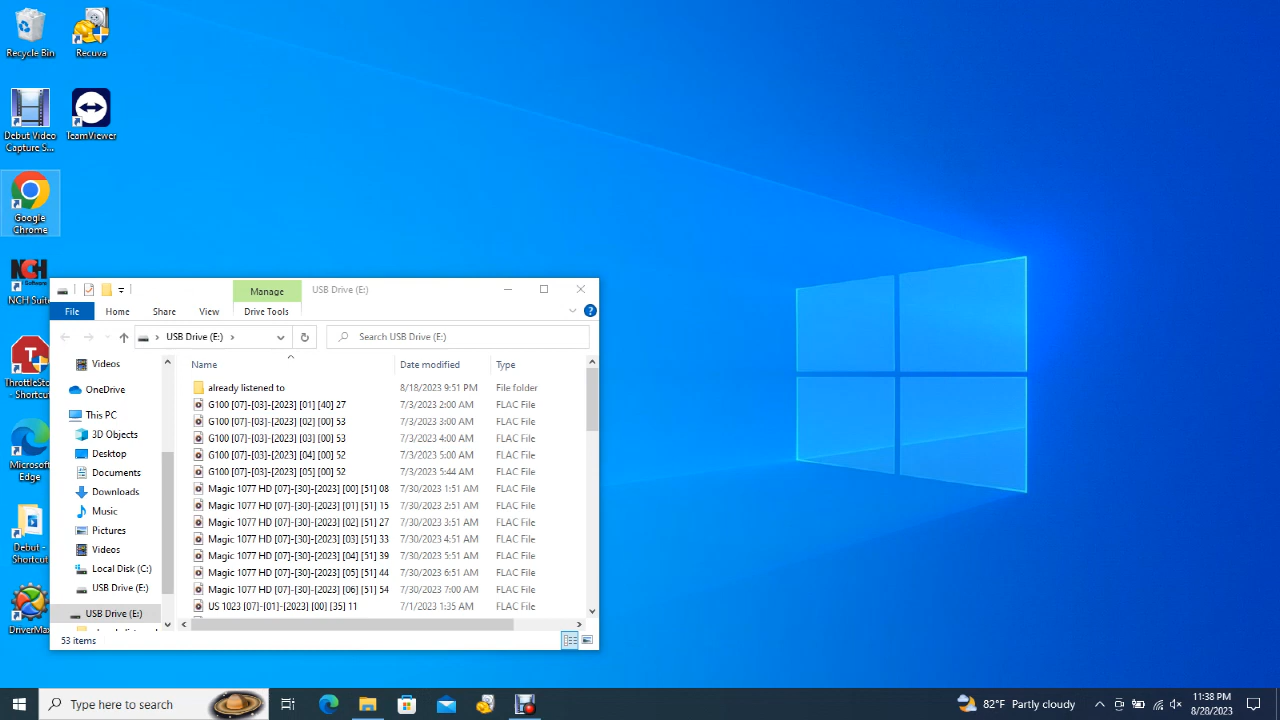 Recycle Bin
Recuva
Debut Video
Capture S...
TeamViewer
Google
Chrome
NCH
Software
NCH Suite
ThrottleSto...
- Shortcut
Microsoft
Edge
Debut -
Shortcut
DriverMax
Manage
USB Drive (E:)
File
Home
Share
View
Drive Tools
USB Drive (E:)
Search USB Drive (E:)
Name
Date modified
Type
Videos
OneDrive
This PC
3D Objects
Desktop
Documents
Downloads
Music
Pictures
Videos
Local Disk (C:)
USB Drive (E:)
USB Drive (E:)
already listened to 8/18/2023 9:51 PM File folder
G100 [07]-[03]-[2023] [01] [40] 27 7/3/2023 2:00 AM FLAC File
G100 [07]-[03]-[2023] [02] [00] 53 7/3/2023 3:00 AM FLAC File
G100 [07]-[03]-[2023] [03] [00] 53 7/3/2023 4:00 AM FLAC File
G100 [07]-[03]-[2023] [04] [00] 52 7/3/2023 5:00 AM FLAC File
G100 [07]-[03]-[2023] [05] [00] 52 7/3/2023 5:44 AM FLAC File
Magic 1077 HD [07]-[30]-[2023] [00] [51] 08 7/30/2023 1:51 AM FLAC File
Magic 1077 HD [07]-[30]-[2023] [01] [51] 15 7/30/2023 2:51 AM FLAC File
Magic 1077 HD [07]-[30]-[2023] [02] [51] 27 7/30/2023 3:51 AM FLAC File
Magic 1077 HD [07]-[30]-[2023] [03] [51] 33 7/30/2023 4:51 AM FLAC File
Magic 1077 HD [07]-[30]-[2023] [04] [51] 39 7/30/2023 5:51 AM FLAC File
Magic 1077 HD [07]-[30]-[2023] [05] [51] 44 7/30/2023 6:51 AM FLAC File
Magic 1077 HD [07]-[30]-[2023] [06] [51] 54 7/30/2023 7:00 AM FLAC File
US 1023 [07]-[01]-[2023] [00] [35] 11 7/1/2023 1:35 AM FLAC File
53 items
Type here to search
82°F Partly cloudy
11:38 PM
8/28/2023